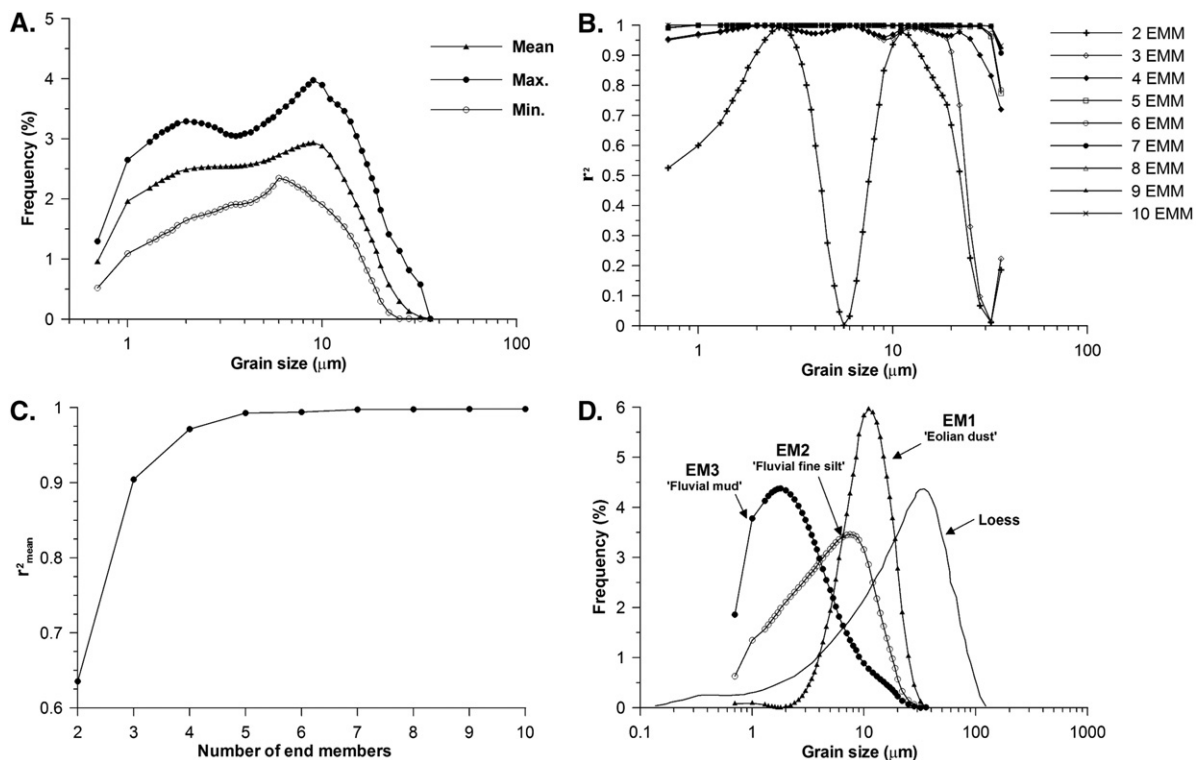 A.
5
4
3
2
1
0
Frequency (%)
1
10
100
Grain size (μm)
Mean
Max.
Min.
B.
1
0.9
0.8
0.7
0.6
0.5
0.4
0.3
0.2
0.1
0
r²
1
10
100
Grain size (μm)
2 EMM
3 EMM
4 EMM
5 EMM
6 EMM
7 EMM
8 EMM
9 EMM
10 EMM
C.
1
0.9
0.8
0.7
0.6
r²mean
2
3
4
5
6
7
8
9
10
Number of end members
D.
6
5
4
3
2
1
0
Frequency (%)
0.1
1
10
100
1000
Grain size (μm)
EM1
'Eolian dust'
EM2
'Fluvial fine silt'
EM3
'Fluvial mud'
Loess